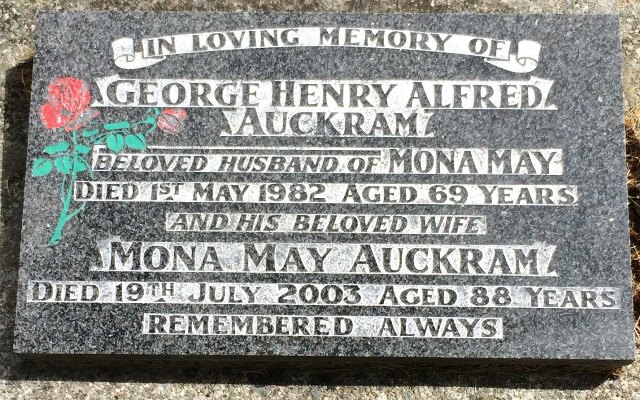 IN LOVING MEMORY OF
GEORGE HENRY ALFRED
AUCKRAM
BELOVED HUSBAND OF MONA MAY
DIED 1ST MAY 1982 AGED 69 YEARS
AND HIS BELOVED WIFE
MONA MAY AUCKRAM
DIED 19TH JULY 2003 AGED 88 YEARS
REMEMBERED ALWAYS